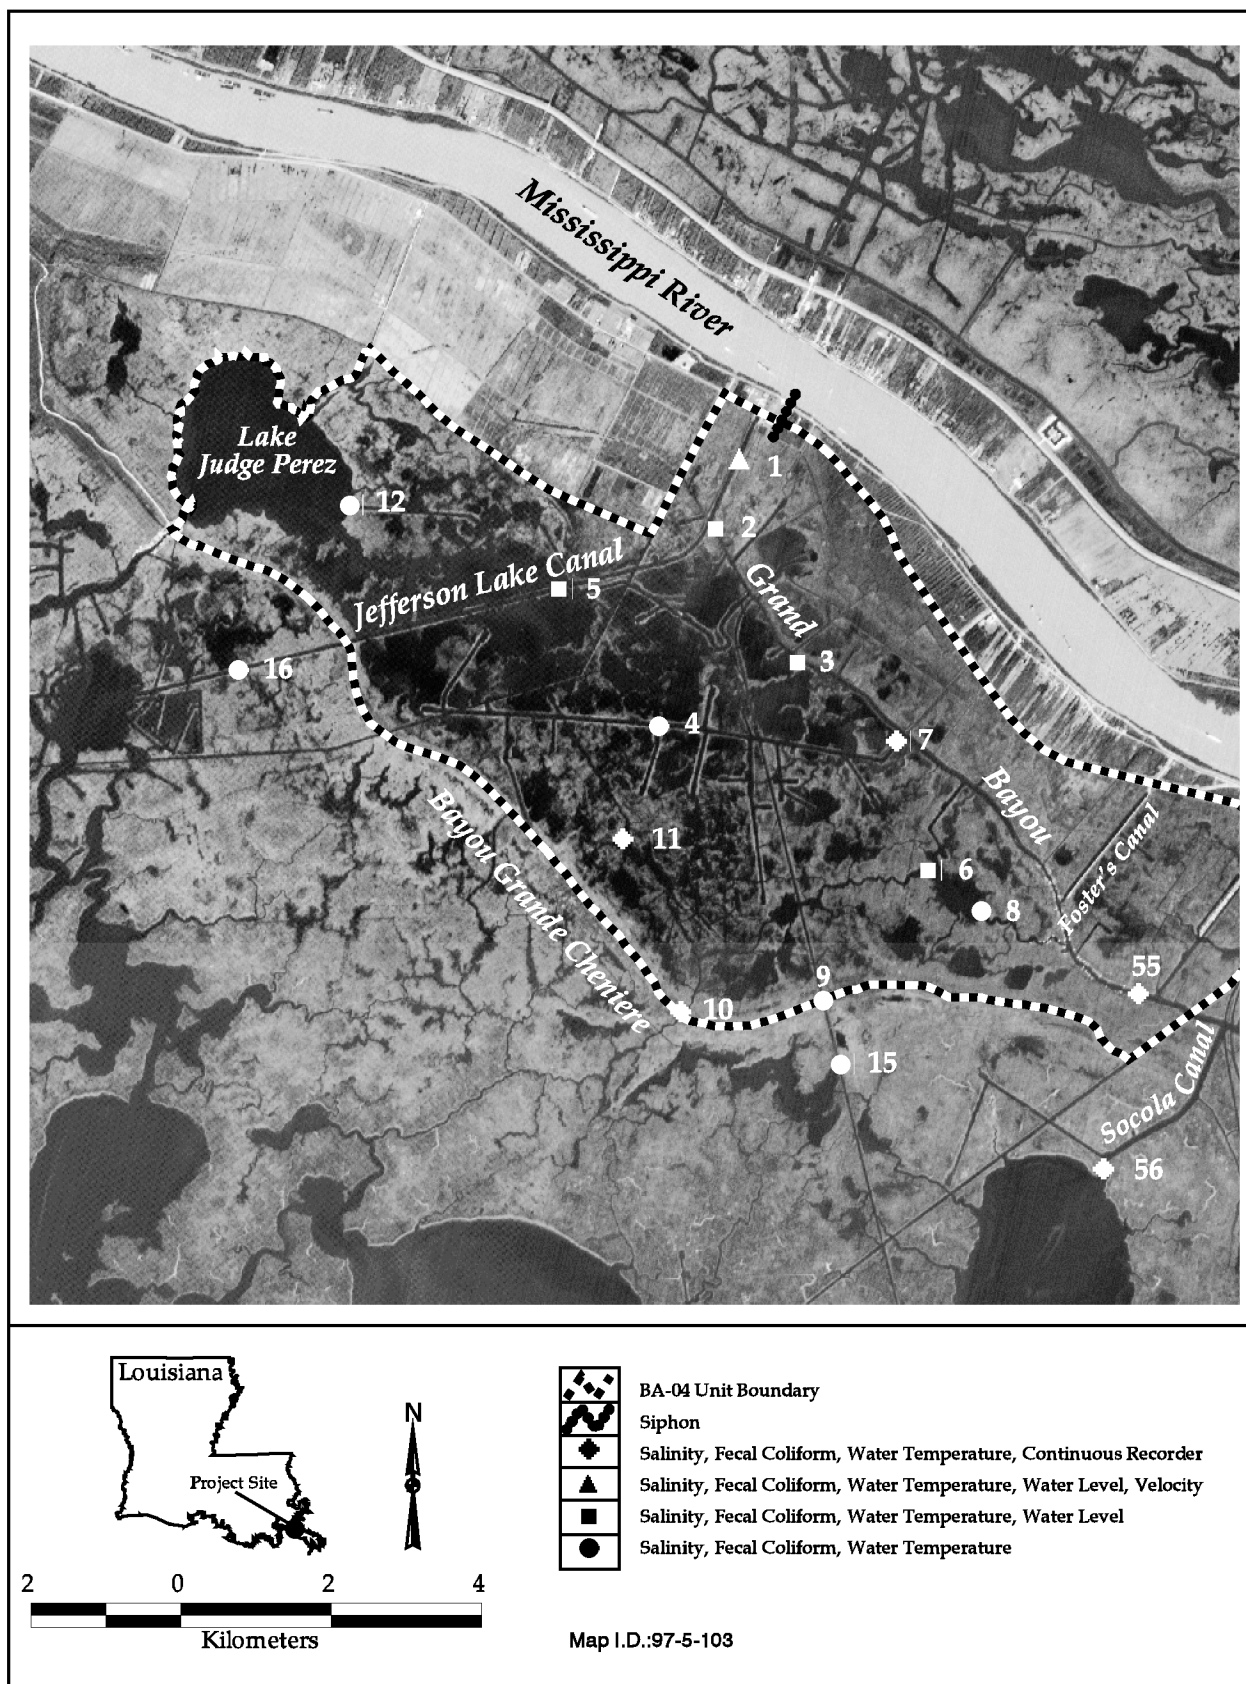 Mississippi River
Lake
Judge Perez
1
12
2
Jefferson Lake Canal
5
Grand
3
16
4
7
Bayou
Bayou Grande Cheniere
11
Foster's Canal
6
8
55
9
10
15
Socola Canal
56
Louisiana
Project Site
N
BA-04 Unit Boundary
Siphon
Salinity, Fecal Coliform, Water Temperature, Continuous Recorder
Salinity, Fecal Coliform, Water Temperature, Water Level, Velocity
Salinity, Fecal Coliform, Water Temperature, Water Level
Salinity, Fecal Coliform, Water Temperature
2 0 2 4
Kilometers
Map I.D.:97-5-103